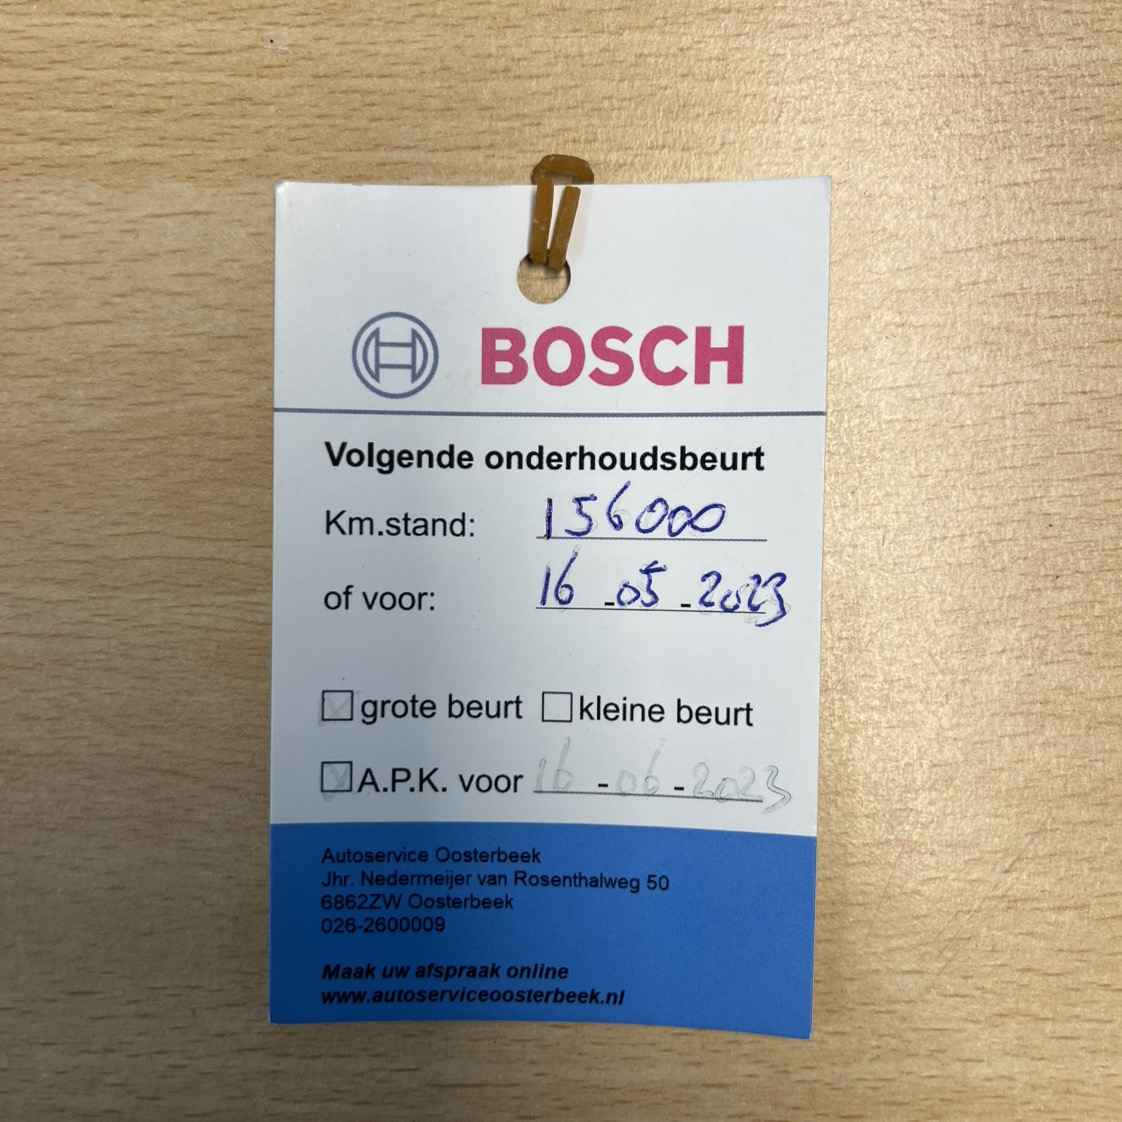 BOSCH
Volgende onderhoudsbeurt
Km.stand: 156000
of voor: 16-05-2023
grote beurt kleine beurt
A.P.K. voor 16-06-2023
Autoservice Oosterbeek
Jhr. Nedermeijer van Rosenthalweg 50
6862ZW Oosterbeek
026-2600009
Maak uw afspraak online
www.autoserviceoosterbeek.nl